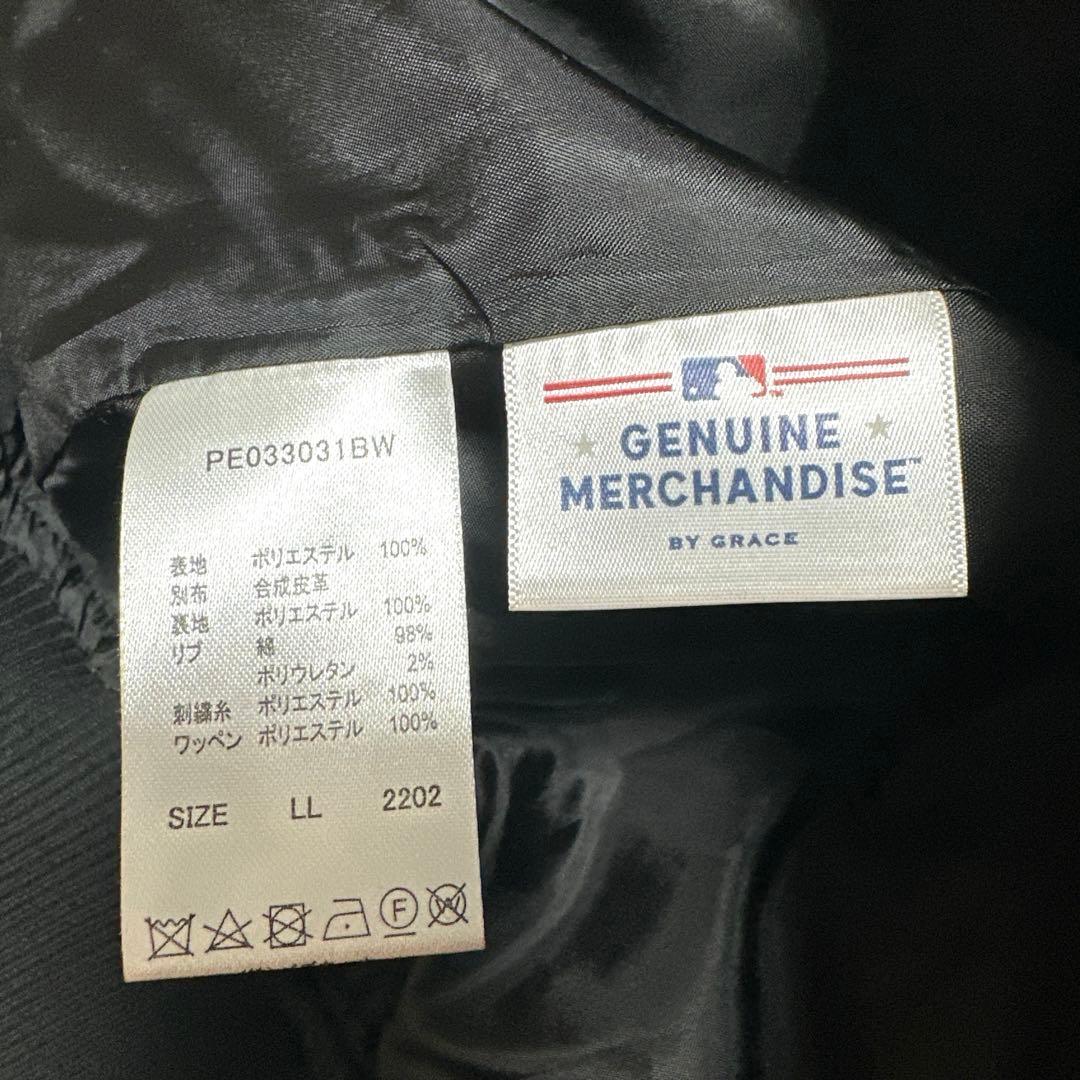 PE033031BW
表地 ポリエステル 100%
別布 合成皮革
裏地 ポリエステル 100%
リブ 綿 98%
ポリウレタン 2%
刺繍糸 ポリエステル 100%
ワッペン ポリエステル 100%
SIZE LL 2202
F W
GENUINE
MERCHANDISE™
BY GRACE